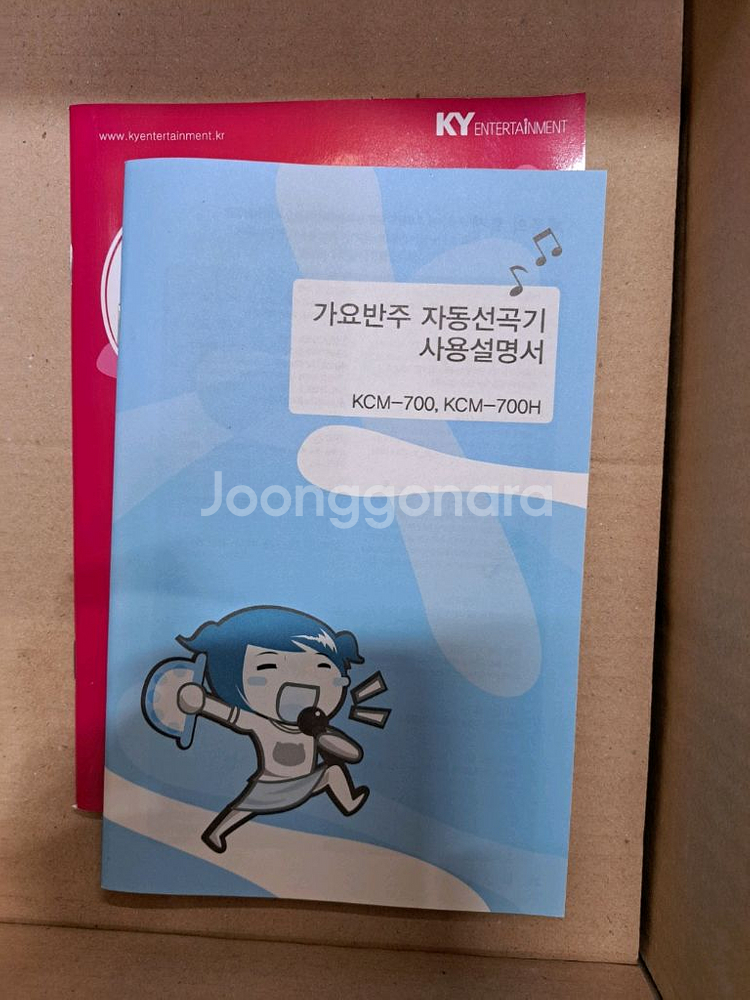 www.kyentertainment.kr
KY ENTERTAINMENT
가요반주 자동선곡기
사용설명서
KCM-700, KCM-700H
Joonggonara